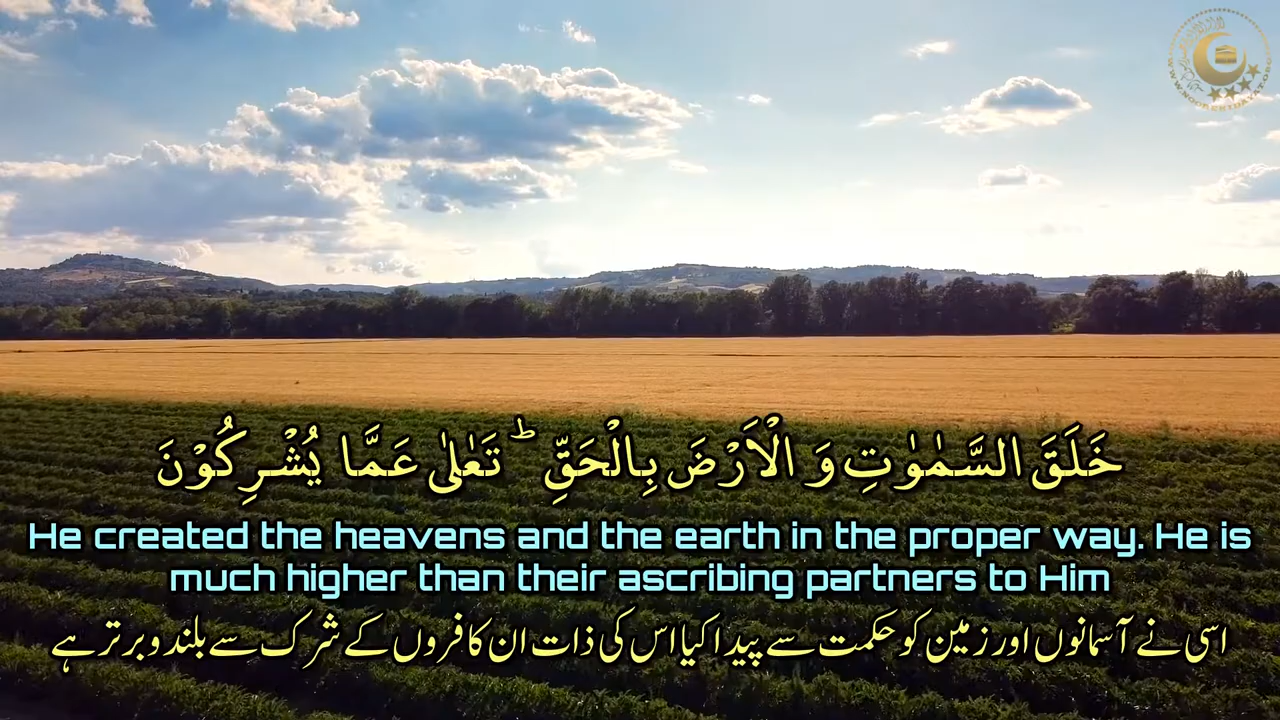 خَلَقَ السَّمٰوٰتِ وَ الْاَرْضَ بِالْحَقِّ ؕ تَعٰلٰى عَمَّا يُشْرِكُوْنَ
He created the heavens and the earth in the proper way. He is
much higher than their ascribing partners to Him
اسی نے آسمانوں اور زمین کو حکمت سے پیدا کیا اس کی ذات ان کافروں کے شرک سے بلند و برتر ہے